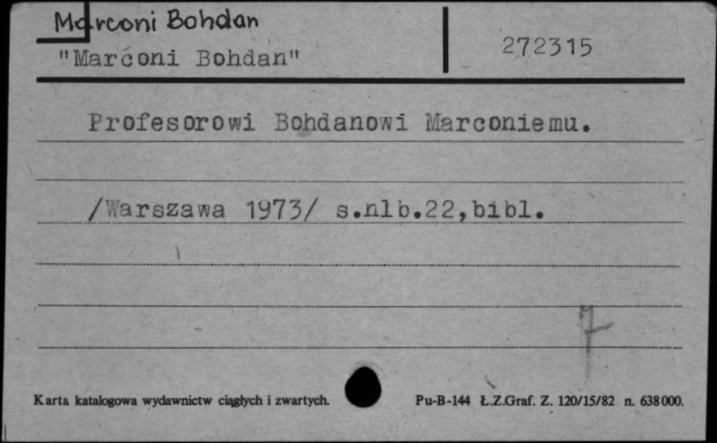 Marconi Bohdan
"Marconi Bohdan"
272315
Profesorowi Bohdanowi Marconiemu.
/Warszawa 1973/ s.nlb.22,bibl.
7
Karta katalogowa wydawnictw ciągłych i zwartych.
Pu-B-144 Ł.Z.Graf. Z. 120/15/82 n. 638000.